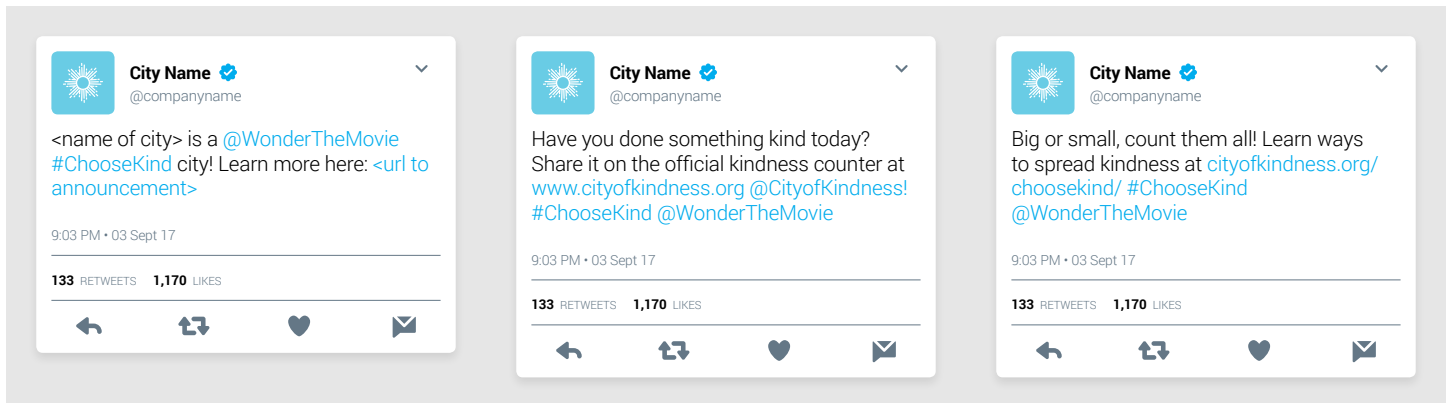 City Name
@companyname
<name of city> is a @WonderTheMovie
#ChooseKind city! Learn more here: <url to
announcement>
9:03 PM • 03 Sept 17
133 RETWEETS 1,170 LIKES
City Name
@companyname
Have you done something kind today?
Share it on the official kindness counter at
www.cityofkindness.org @CityofKindness!
#ChooseKind @WonderTheMovie
9:03 PM • 03 Sept 17
133 RETWEETS 1,170 LIKES
City Name
@companyname
Big or small, count them all! Learn ways
to spread kindness at cityofkindness.org/
choosekind/ #ChooseKind
@WonderTheMovie
9:03 PM • 03 Sept 17
133 RETWEETS 1,170 LIKES